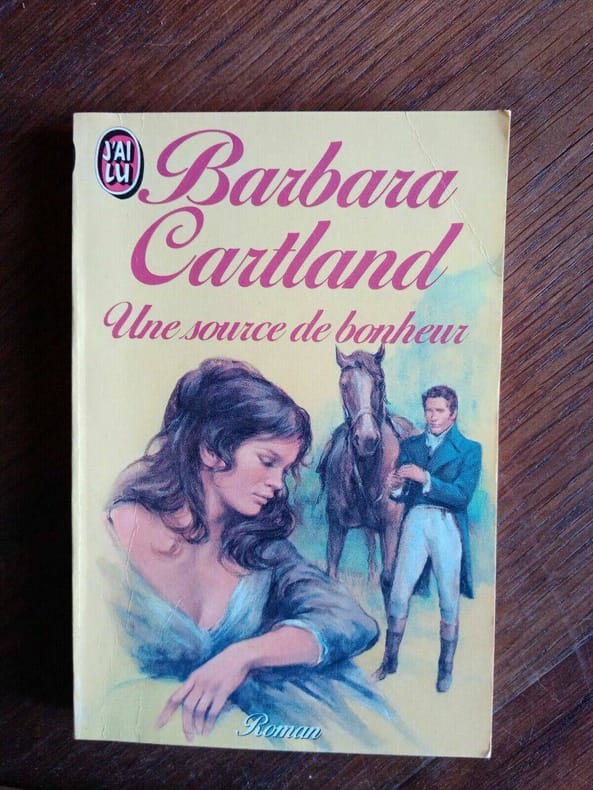 J'AI
LU
Barbara
Cartland
Une source de bonheur
Roman